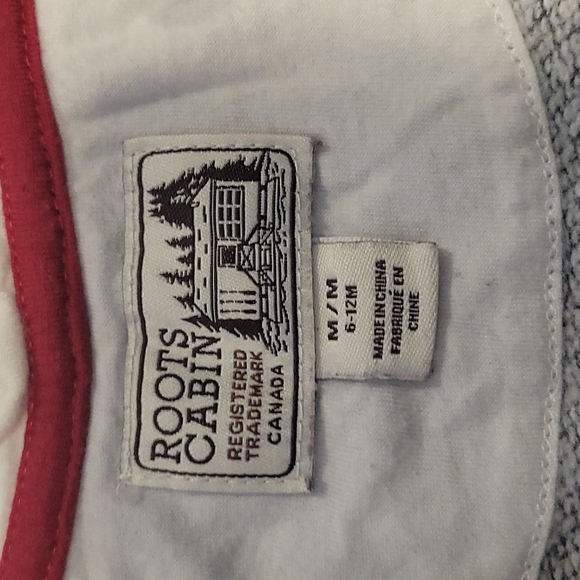 ROOTS
CABIN
REGISTERED
TRADEMARK
CANADA
M/M
6-12M
MADE IN CHINA
FABRIQUÉ EN
CHINE